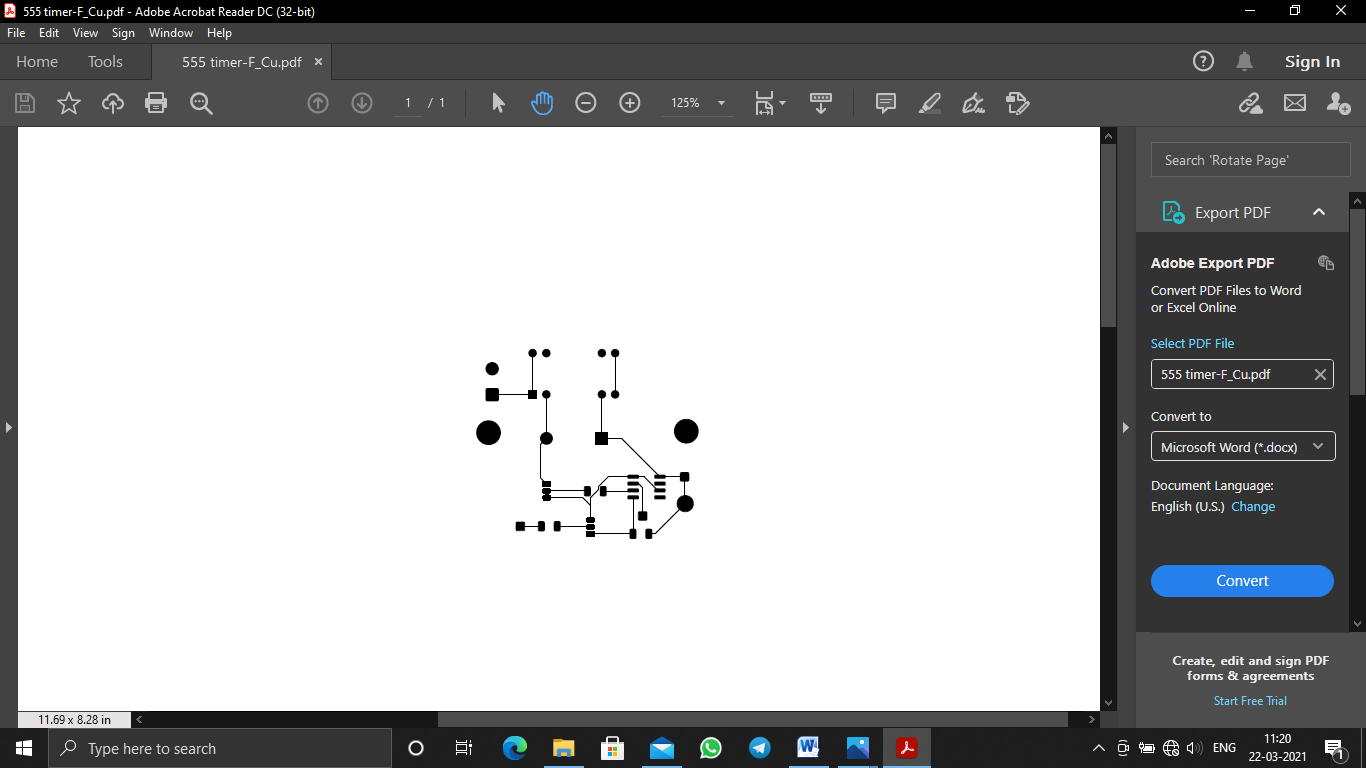 555 timer-F_Cu.pdf - Adobe Acrobat Reader DC (32-bit)
File Edit View Sign Window Help
Home Tools 555 timer-F_Cu.pdf × Sign In
1 / 1 125%
Search 'Rotate Page'
Export PDF
Adobe Export PDF
Convert PDF Files to Word
or Excel Online
Select PDF File
555 timer-F_Cu.pdf
Convert to
Microsoft Word (*.docx)
Document Language:
English (U.S.) Change
Convert
Create, edit and sign PDF
forms & agreements
Start Free Trial
11.69 x 8.28 in
Type here to search
ENG
11:20
22-03-2021
1